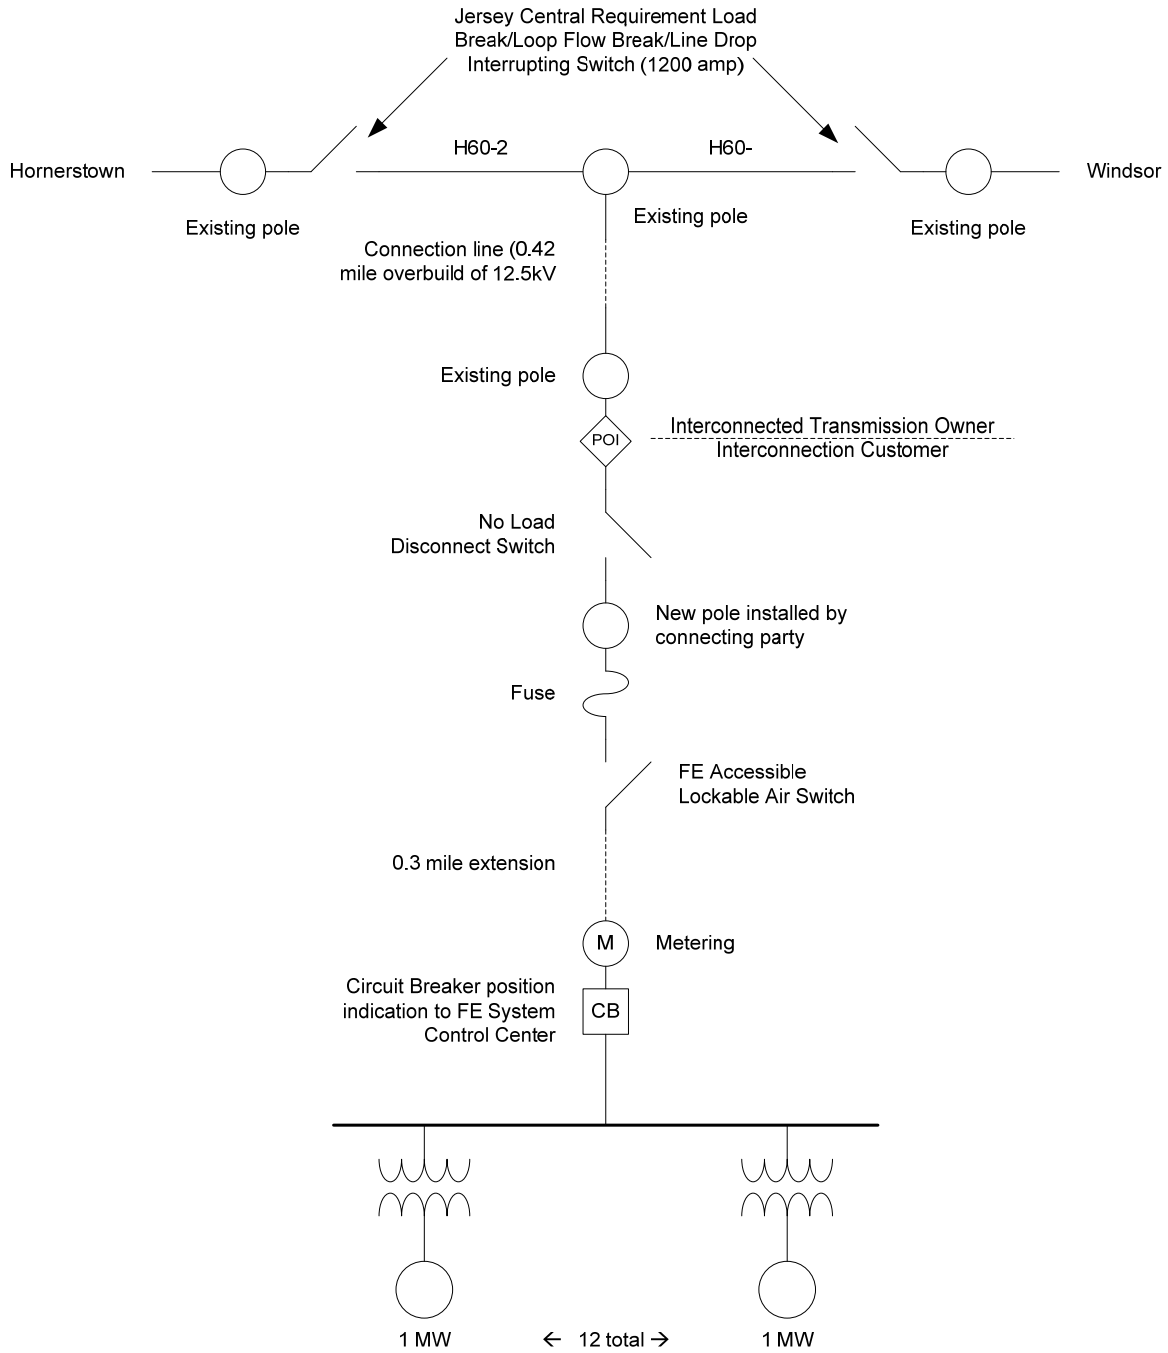 Jersey Central Requirement Load
Break/Loop Flow Break/Line Drop
Interrupting Switch (1200 amp)
H60-2
H60-
Hornerstown
Windsor
Existing pole
Existing pole
Existing pole
Connection line (0.42
mile overbuild of 12.5kV
Existing pole
POI
Interconnected Transmission Owner
Interconnection Customer
No Load
Disconnect Switch
New pole installed by
connecting party
Fuse
FE Accessible
Lockable Air Switch
0.3 mile extension
M
Metering
Circuit Breaker position
indication to FE System
Control Center
CB
1 MW
← 12 total →
1 MW